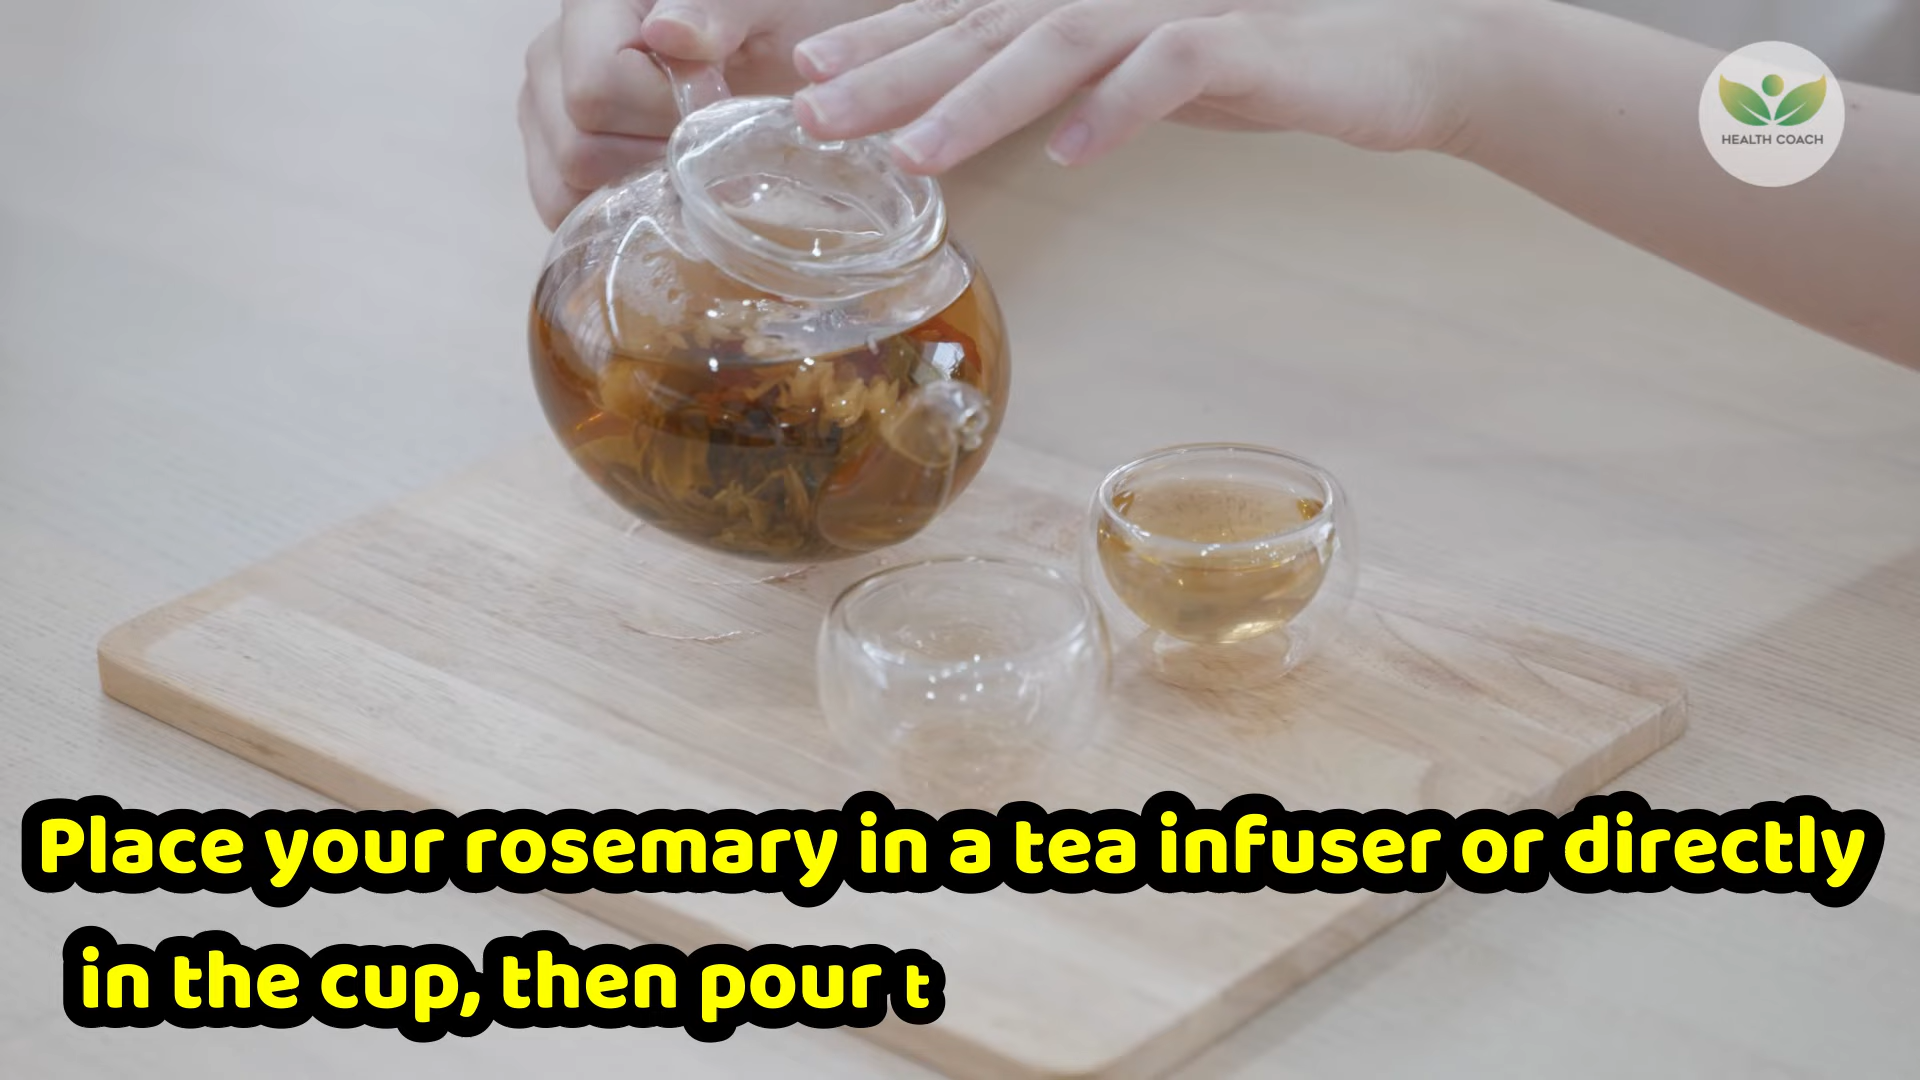 HEALTH COACH
Place your rosemary in a tea infuser or directly
in the cup, then pour t